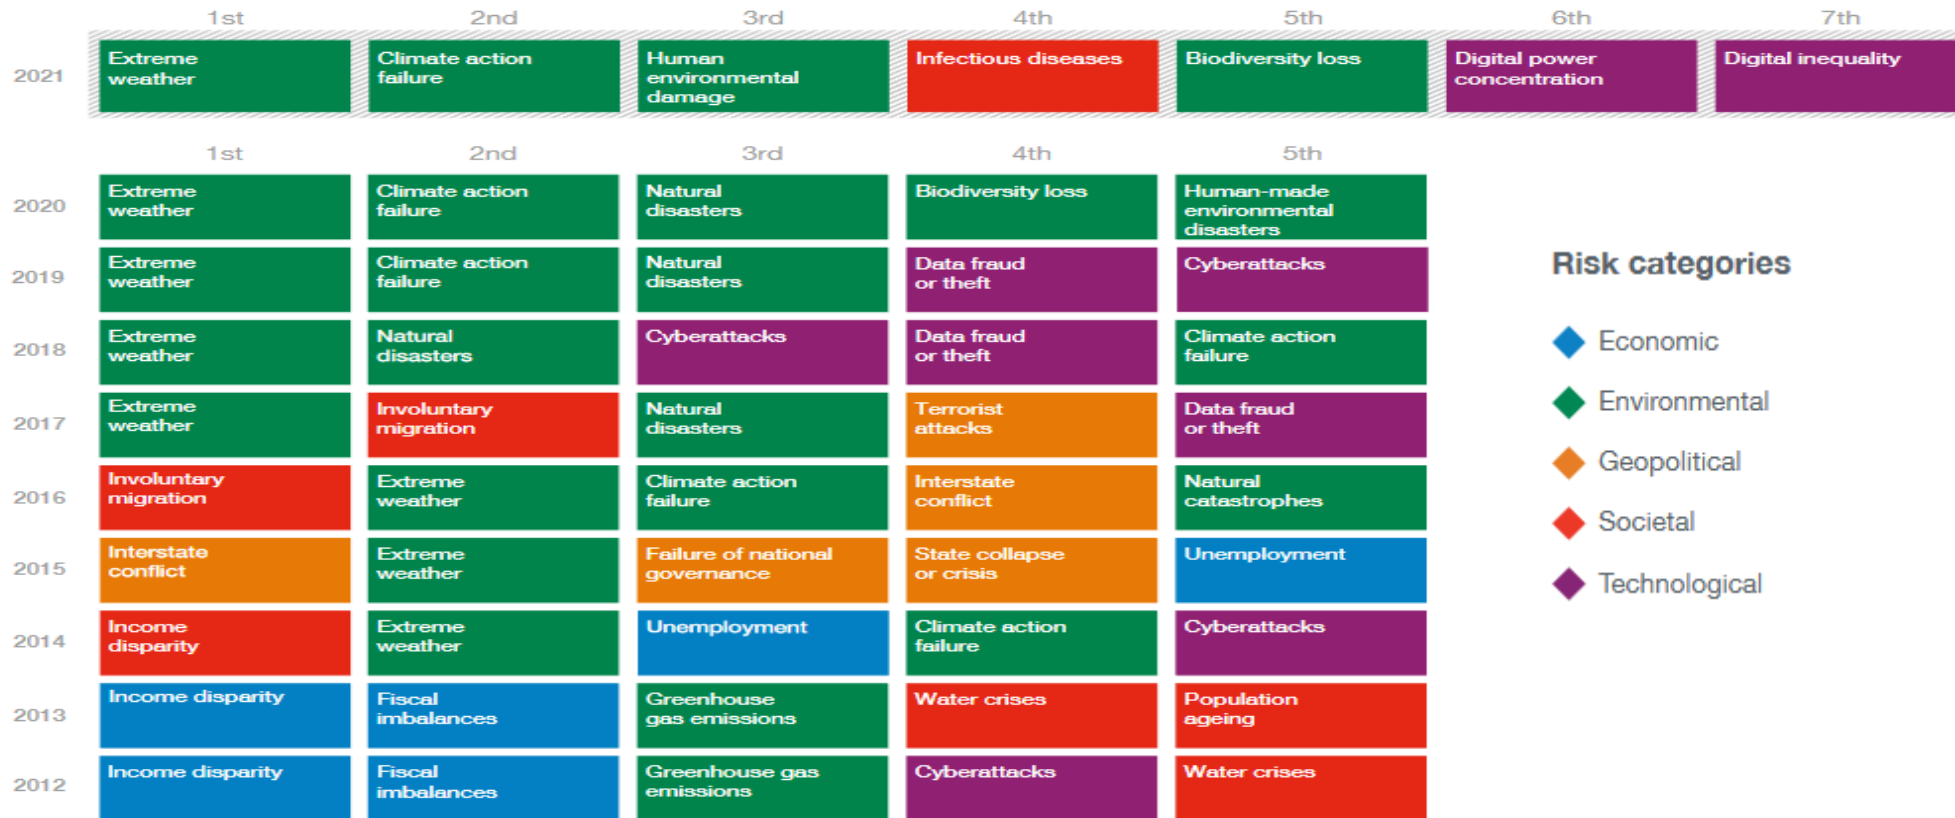 1st 2nd 3rd 4th 5th 6th 7th
2021
Extreme
weather
Climate action
failure
Human
environmental
damage
Infectious diseases
Biodiversity loss
Digital power
concentration
Digital inequality
1st 2nd 3rd 4th 5th
2020
Extreme
weather
Climate action
failure
Natural
disasters
Biodiversity loss
Human-made
environmental
disasters
2019
Extreme
weather
Climate action
failure
Natural
disasters
Data fraud
or theft
Cyberattacks
2018
Extreme
weather
Natural
disasters
Cyberattacks
Data fraud
or theft
Climate action
failure
2017
Extreme
weather
Involuntary
migration
Natural
disasters
Terrorist
attacks
Data fraud
or theft
2016
Involuntary
migration
Extreme
weather
Climate action
failure
Interstate
conflict
Natural
catastrophes
2015
Interstate
conflict
Extreme
weather
Failure of national
governance
State collapse
or crisis
Unemployment
2014
Income
disparity
Extreme
weather
Unemployment
Climate action
failure
Cyberattacks
2013
Income disparity
Fiscal
imbalances
Greenhouse
gas emissions
Water crises
Population
ageing
2012
Income disparity
Fiscal
imbalances
Greenhouse gas
emissions
Cyberattacks
Water crises
Risk categories
Economic
Environmental
Geopolitical
Societal
Technological